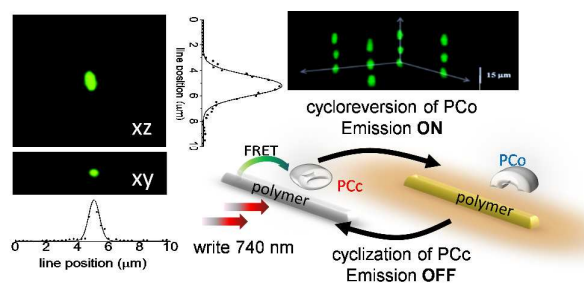 xz
0
2
4
6
8
10
line position (μm)
15 μm
cycloreversion of PCo
Emission ON
xy
FRET
PCc
PCo
polymer
polymer
write 740 nm
cyclization of PCc
Emission OFF
0 2 4 6 8 10
line position (μm)